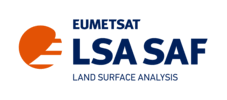 EUMETSAT
LSA SAF
LAND SURFACE ANALYSIS